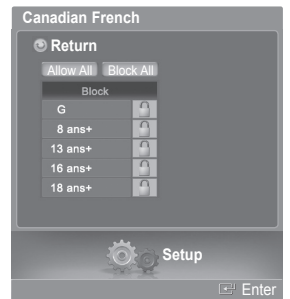 Canadian French
Return
Allow All Block All
Block
G
8 ans+
13 ans+
16 ans+
18 ans+
Setup
Enter